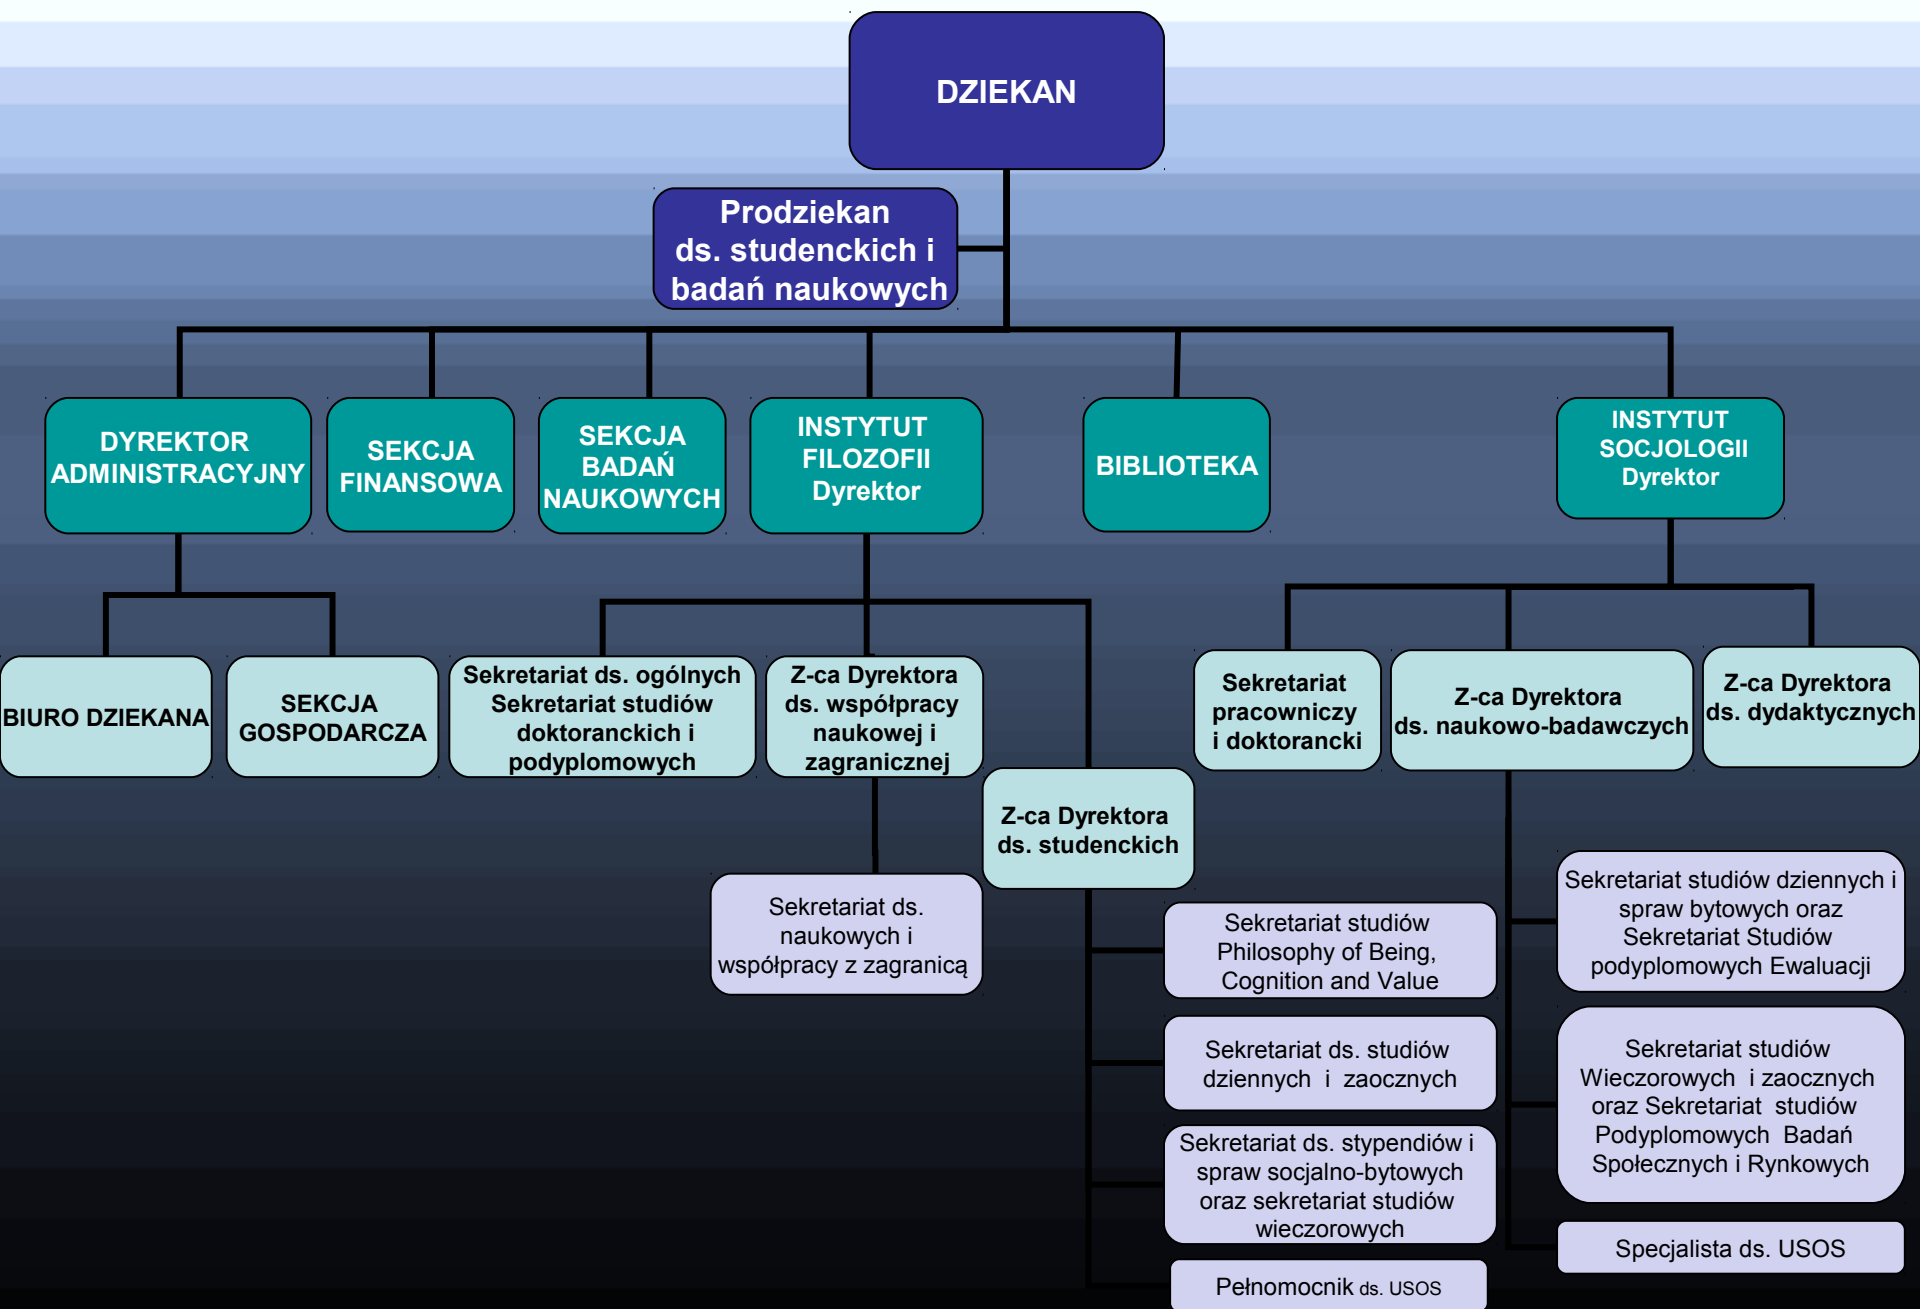 DZIEKAN
Prodziekan
ds. studenckich i
badań naukowych
DYREKTOR
ADMINISTRACYJNY
SEKCJA
FINANSOWA
SEKCJA
BADAŃ
NAUKOWYCH
INSTYTUT
FILOZOFII
Dyrektor
BIBLIOTEKA
INSTYTUT
SOCJOLOGII
Dyrektor
BIURO DZIEKANA
SEKCJA
GOSPODARCZA
Sekretariat ds. ogólnych
Sekretariat studiów
doktoranckich i
podyplomowych
Z-ca Dyrektora
ds. współpracy
naukowej i
zagranicznej
Z-ca Dyrektora
ds. studenckich
Sekretariat
pracowniczy
i doktorancki
Z-ca Dyrektora
ds. naukowo-badawczych
Z-ca Dyrektora
ds. dydaktycznych
Sekretariat ds.
naukowych i
współpracy z zagranicą
Sekretariat studiów
Philosophy of Being,
Cognition and Value
Sekretariat ds. studiów
dziennych i zaocznych
Sekretariat ds. stypendiów i
spraw socjalno-bytowych
oraz sekretariat studiów
wieczorowych
Pełnomocnik ds. USOS
Sekretariat studiów dziennych i
spraw bytowych oraz
Sekretariat Studiów
podyplomowych Ewaluacji
Sekretariat studiów
Wieczorowych i zaocznych
oraz Sekretariat studiów
Podyplomowych Badań
Społecznych i Rynkowych
Specjalista ds. USOS